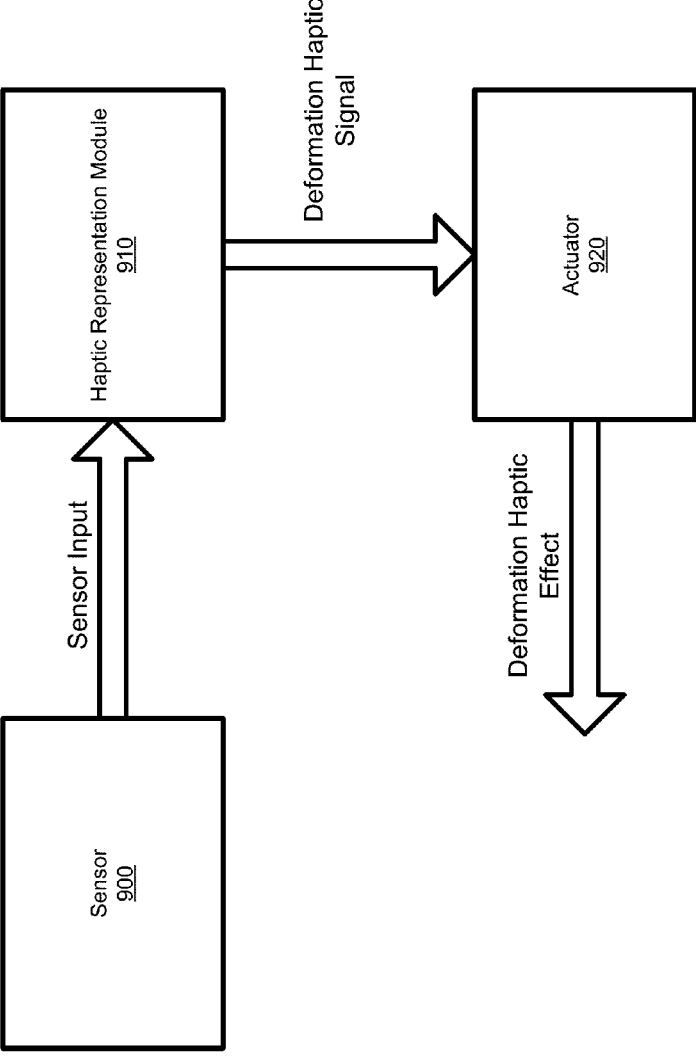 Sensor
900
Sensor Input
Haptic Representation Module
910
Deformation Haptic
Signal
Actuator
920
Deformation Haptic
Effect